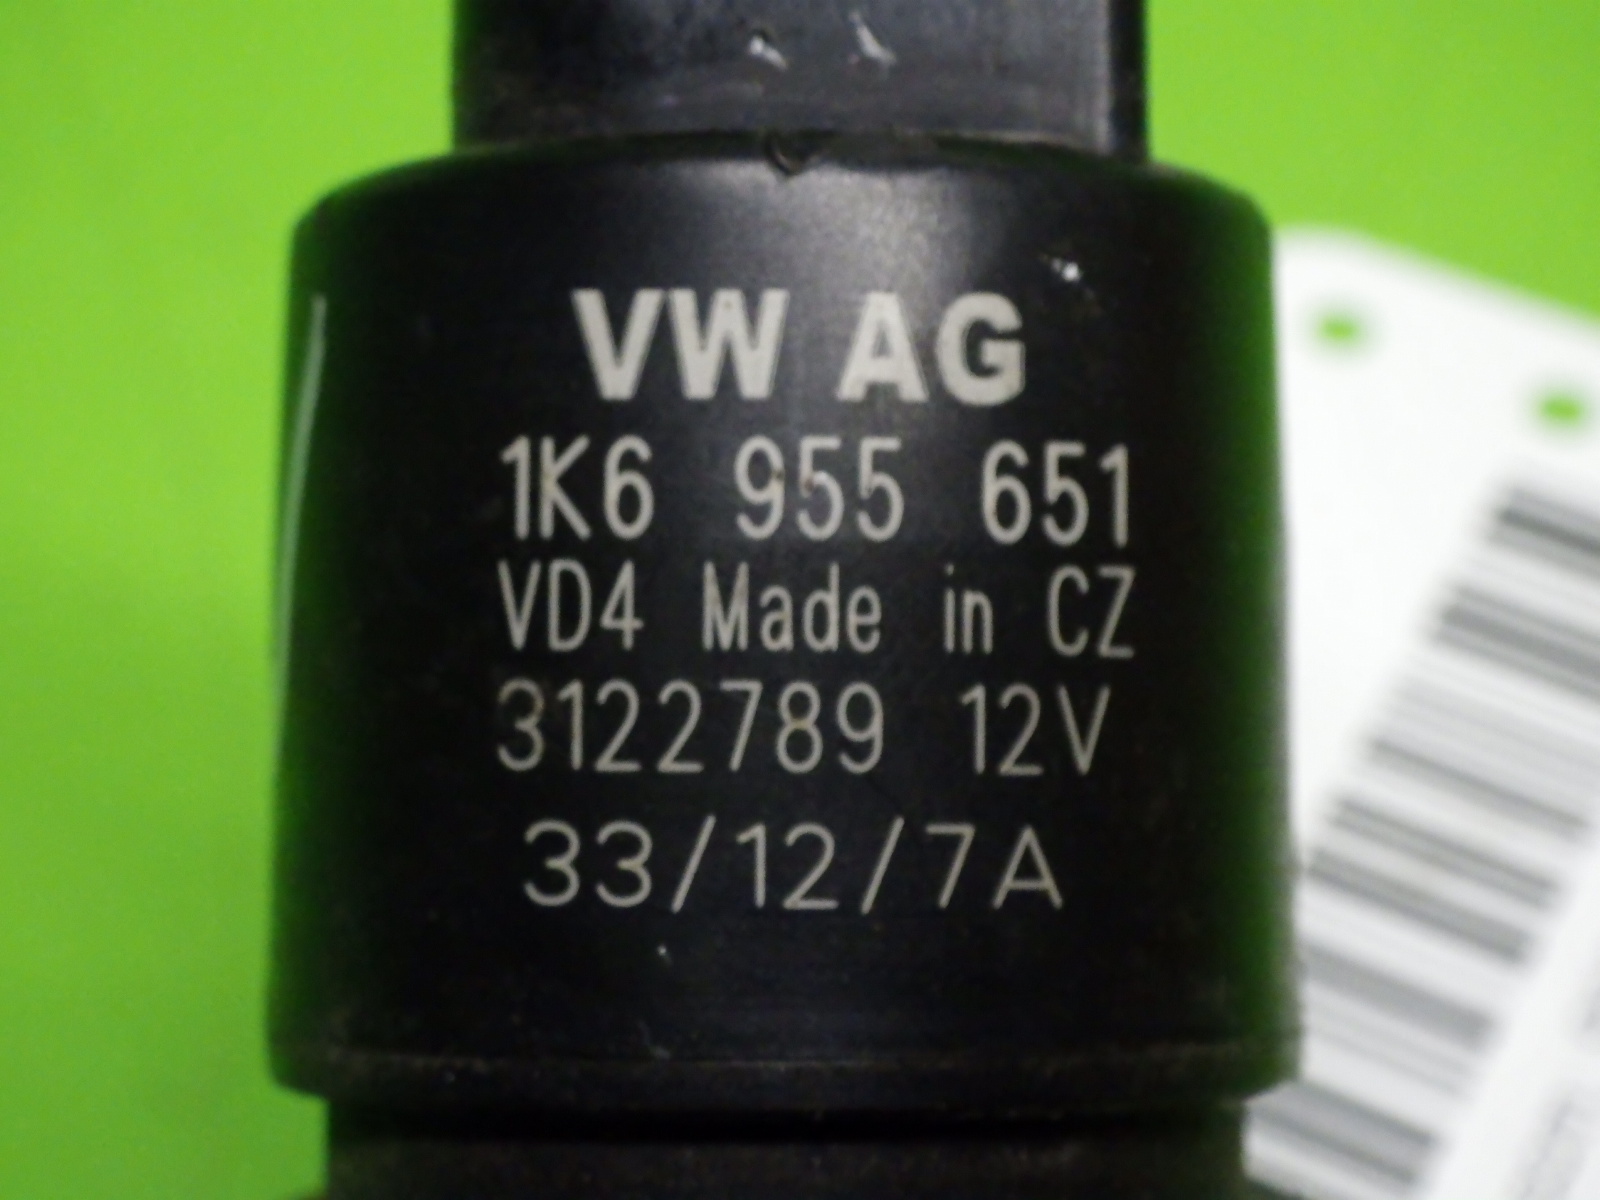 VW AG
1K6 955 651
VD4 Made in CZ
3122789 12V
33/12/7A